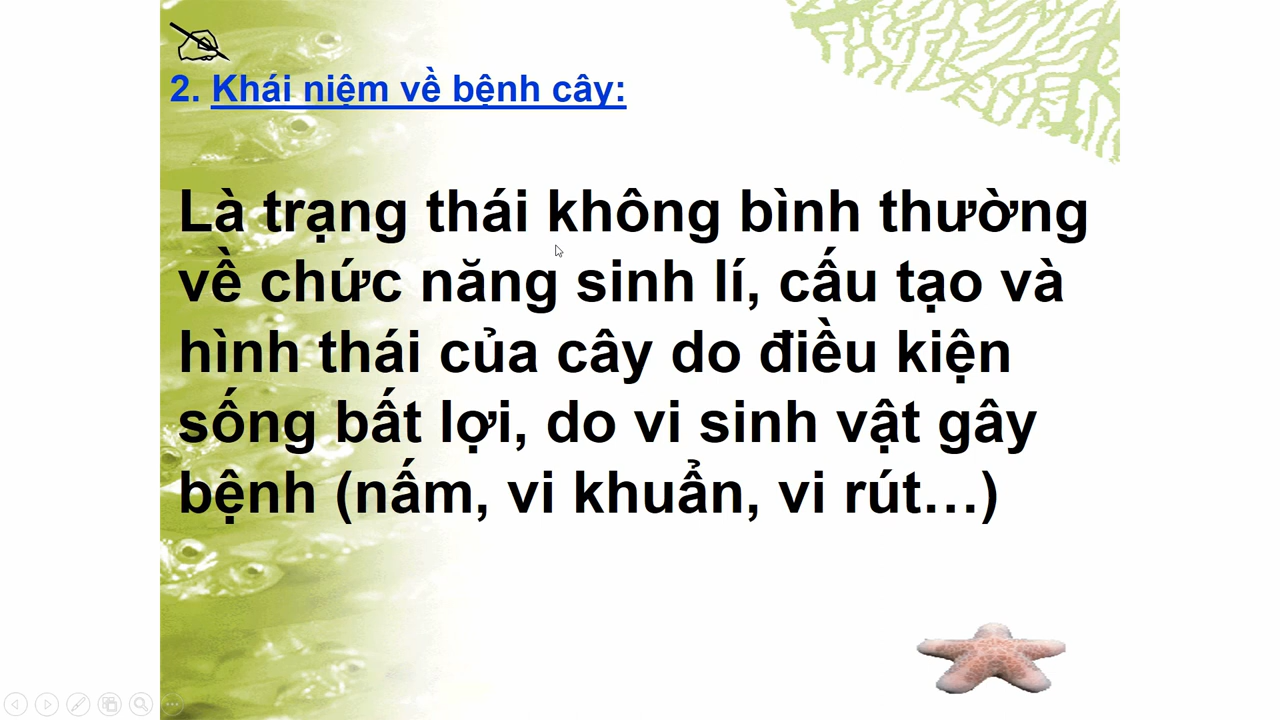 2. Khái niệm về bệnh cây:
Là trạng thái không bình thường
về chức năng sinh lí, cấu tạo và
hình thái của cây do điều kiện
sống bất lợi, do vi sinh vật gây
bệnh (nấm, vi khuẩn, vi rút…)